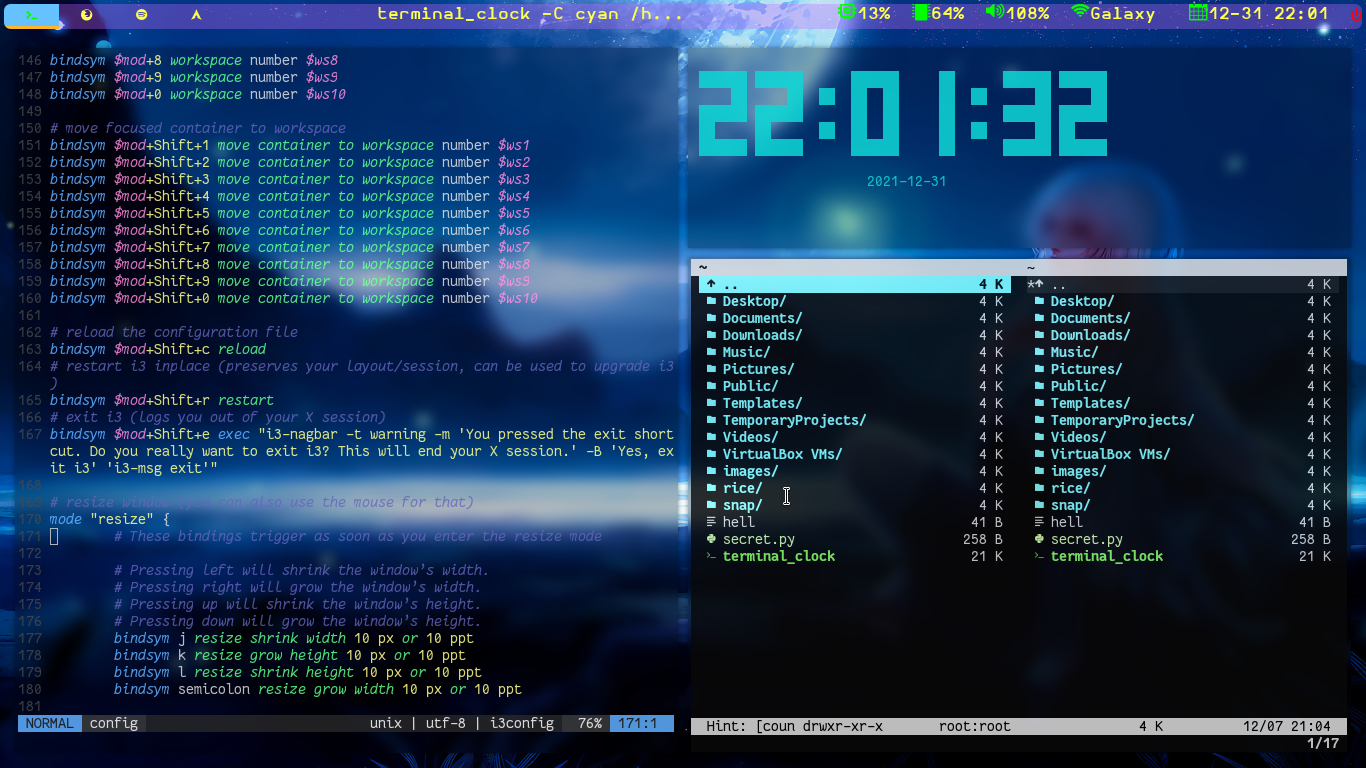 terminal_clock -C cyan /h...
13% 64% 108% Galaxy 12-31 22:01
146 bindsym $mod+8 workspace number $ws8
147 bindsym $mod+9 workspace number $ws9
148 bindsym $mod+0 workspace number $ws10
149
150 # move focused container to workspace
151 bindsym $mod+Shift+1 move container to workspace number $ws1
152 bindsym $mod+Shift+2 move container to workspace number $ws2
153 bindsym $mod+Shift+3 move container to workspace number $ws3
154 bindsym $mod+Shift+4 move container to workspace number $ws4
155 bindsym $mod+Shift+5 move container to workspace number $ws5
156 bindsym $mod+Shift+6 move container to workspace number $ws6
157 bindsym $mod+Shift+7 move container to workspace number $ws7
158 bindsym $mod+Shift+8 move container to workspace number $ws8
159 bindsym $mod+Shift+9 move container to workspace number $ws9
160 bindsym $mod+Shift+0 move container to workspace number $ws10
161
162 # reload the configuration file
163 bindsym $mod+Shift+c reload
164 # restart i3 inplace (preserves your layout/session, can be used to upgrade i3
)
165 bindsym $mod+Shift+r restart
166 # exit i3 (logs you out of your X session)
167 bindsym $mod+Shift+e exec "i3-nagbar -t warning -m 'You pressed the exit short
cut. Do you really want to exit i3? This will end your X session.' -B 'Yes, ex
it i3' 'i3-msg exit'"
168
169 # resize window (you can also use the mouse for that)
170 mode "resize" {
171 # These bindings trigger as soon as you enter the resize mode
172
173 # Pressing left will shrink the window's width.
174 # Pressing right will grow the window's width.
175 # Pressing up will shrink the window's height.
176 # Pressing down will grow the window's height.
177 bindsym j resize shrink width 10 px or 10 ppt
178 bindsym k resize grow height 10 px or 10 ppt
179 bindsym l resize shrink height 10 px or 10 ppt
180 bindsym semicolon resize grow width 10 px or 10 ppt
181
NORMAL config unix | utf-8 | i3config 76% 171:1
22:01:32
2021-12-31
~ ~
.. 4 K *.. 4 K
Desktop/ 4 K Desktop/ 4 K
Documents/ 4 K Documents/ 4 K
Downloads/ 4 K Downloads/ 4 K
Music/ 4 K Music/ 4 K
Pictures/ 4 K Pictures/ 4 K
Public/ 4 K Public/ 4 K
Templates/ 4 K Templates/ 4 K
TemporaryProjects/ 4 K TemporaryProjects/ 4 K
Videos/ 4 K Videos/ 4 K
VirtualBox VMs/ 4 K VirtualBox VMs/ 4 K
images/ 4 K images/ 4 K
rice/ 4 K rice/ 4 K
snap/ 4 K snap/ 4 K
hell 41 B hell 41 B
secret.py 258 B secret.py 258 B
terminal_clock 21 K terminal_clock 21 K
Hint: [coun drwxr-xr-x root:root 4 K 12/07 21:04
1/17